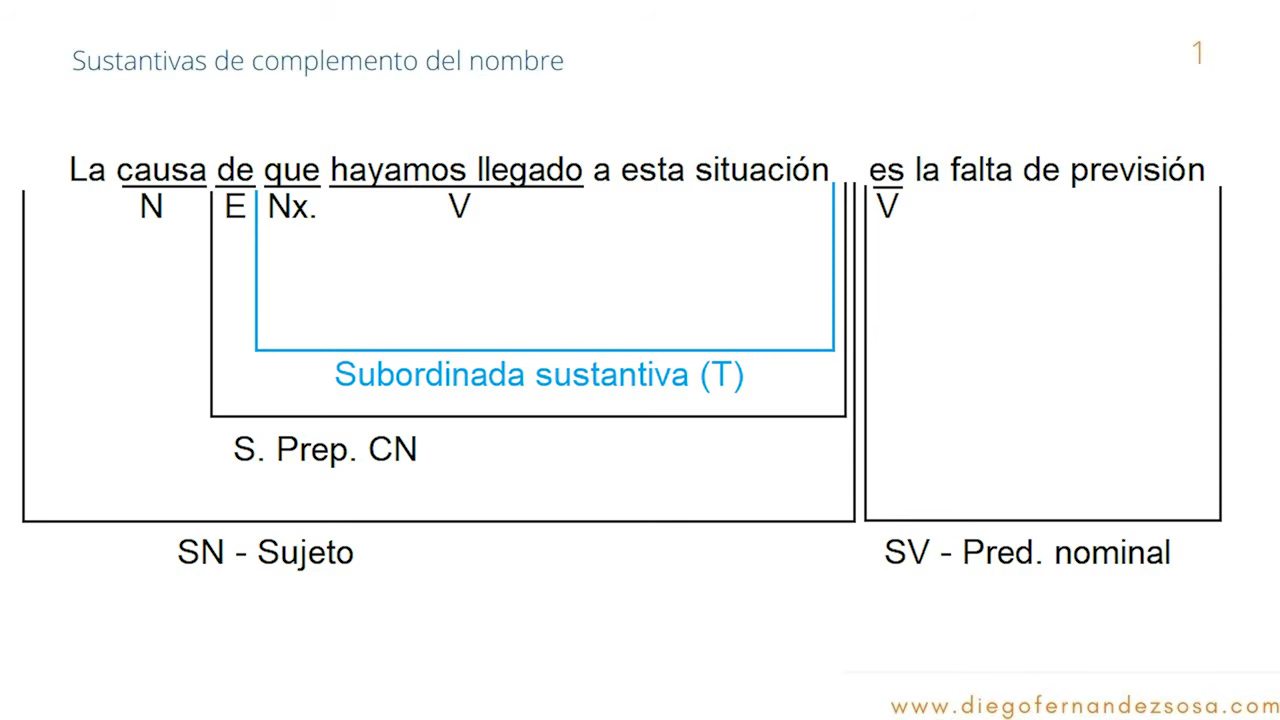 Sustantivas de complemento del nombre
1
La causa de que hayamos llegado a esta situación es la falta de previsión
N E Nx. V V
Subordinada sustantiva (T)
S. Prep. CN
SN - Sujeto SV - Pred. nominal
www.diegofernandezsosa.com